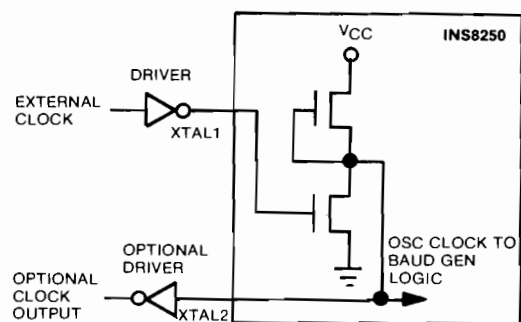 INS8250
VCC
DRIVER
EXTERNAL
CLOCK
XTAL1
OSC CLOCK TO
BAUD GEN
LOGIC
OPTIONAL
DRIVER
OPTIONAL
CLOCK
OUTPUT
XTAL2